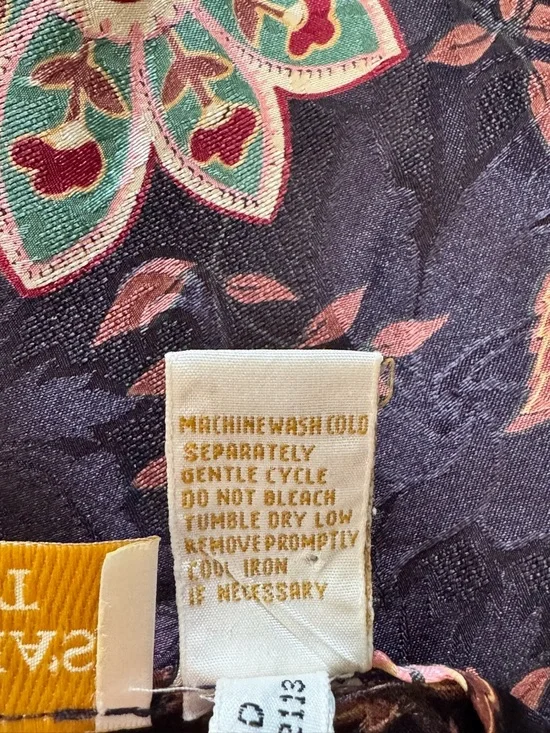 MACHINE WASH COLD
SEPARATELY
GENTLE CYCLE
DO NOT BLEACH
TUMBLE DRY LOW
REMOVE PROMPTLY
COOL IRON
IF NECESSARY